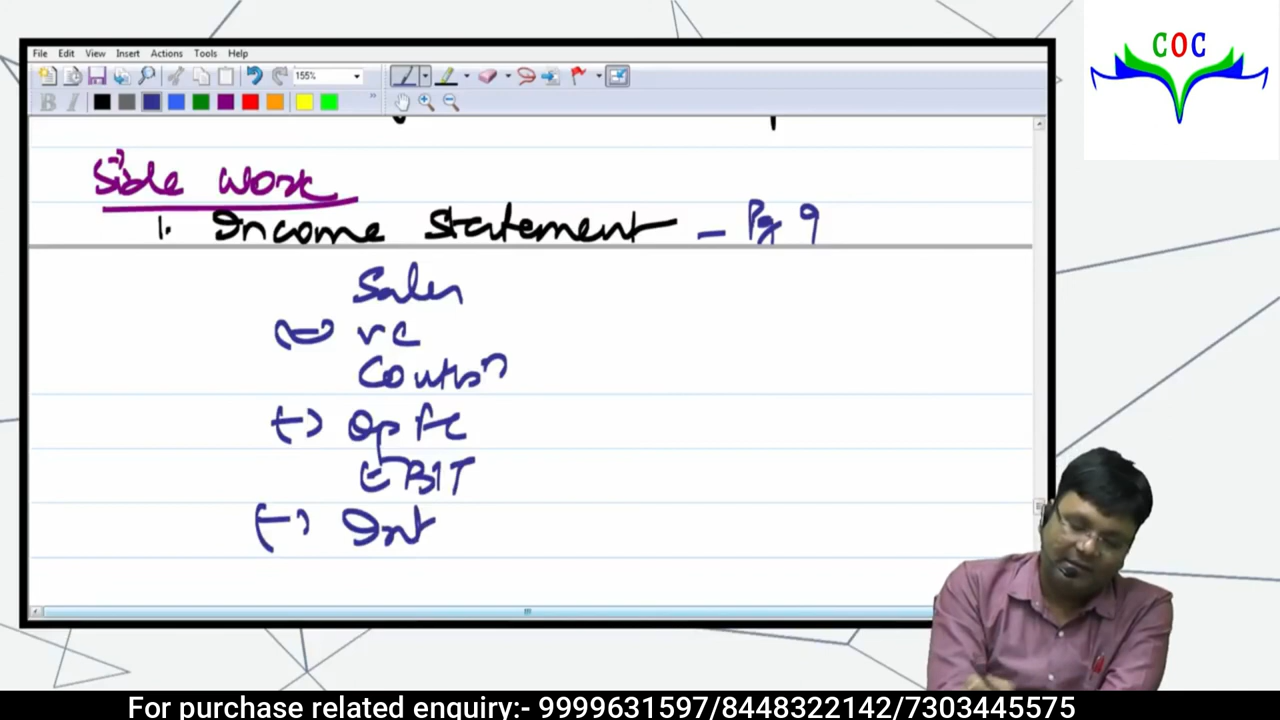 COC
File Edit View Insert Actions Tools Help
155%
B I
Side Work
1. Income Statement - Pg 9
Sales
(-) VC
Contbn
(-) Op FC
EBIT
(-) Int
For purchase related enquiry:- 9999631597/8448322142/7303445575